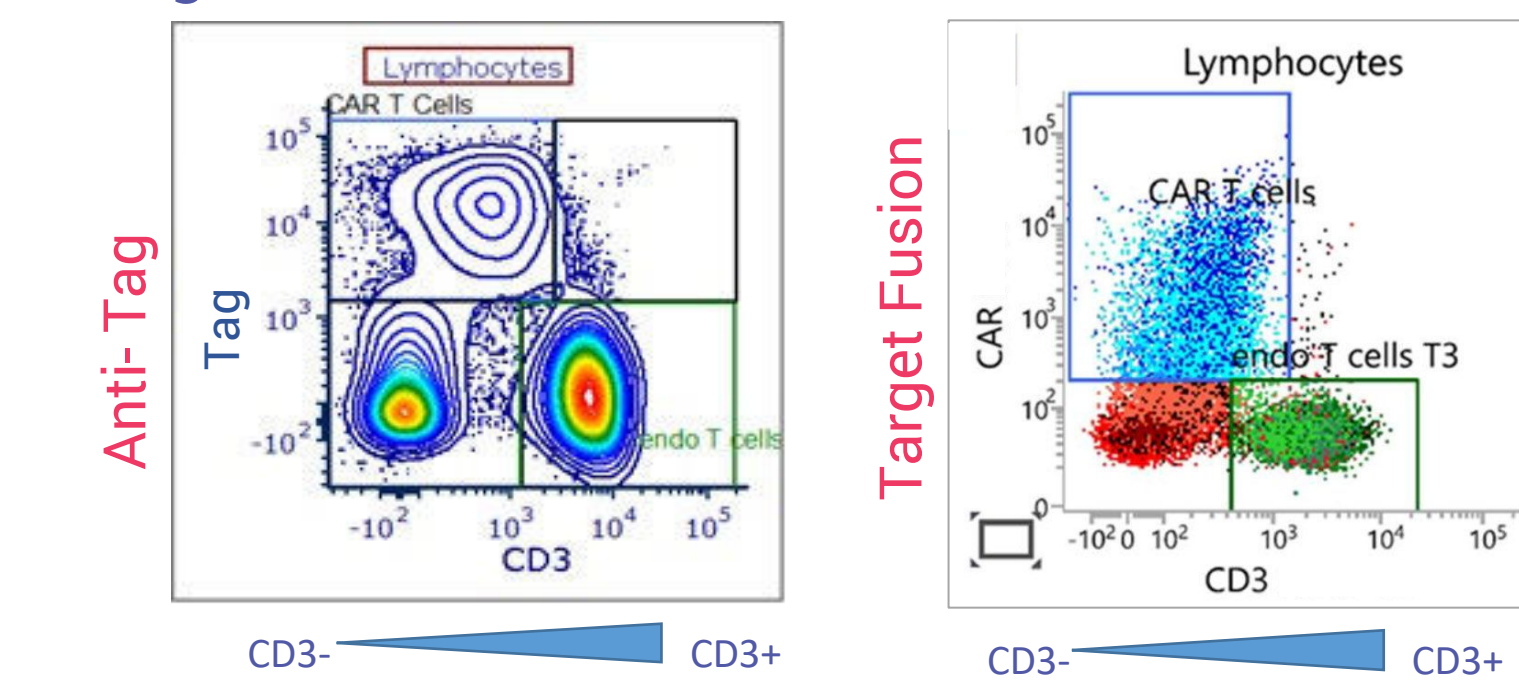 Lymphocytes
CAR T Cells
10^5
10^4
10^3
-10^2
Tag
Anti- Tag
endo T cells
-10^2 10^3 10^4 10^5
CD3
CD3- CD3+
Lymphocytes
CAR T cells
10^5
10^4
10^3
10^2
0
CAR
Target Fusion
endo T cells T3
-10^2 0 10^2 10^3 10^4 10^5
CD3
CD3- CD3+